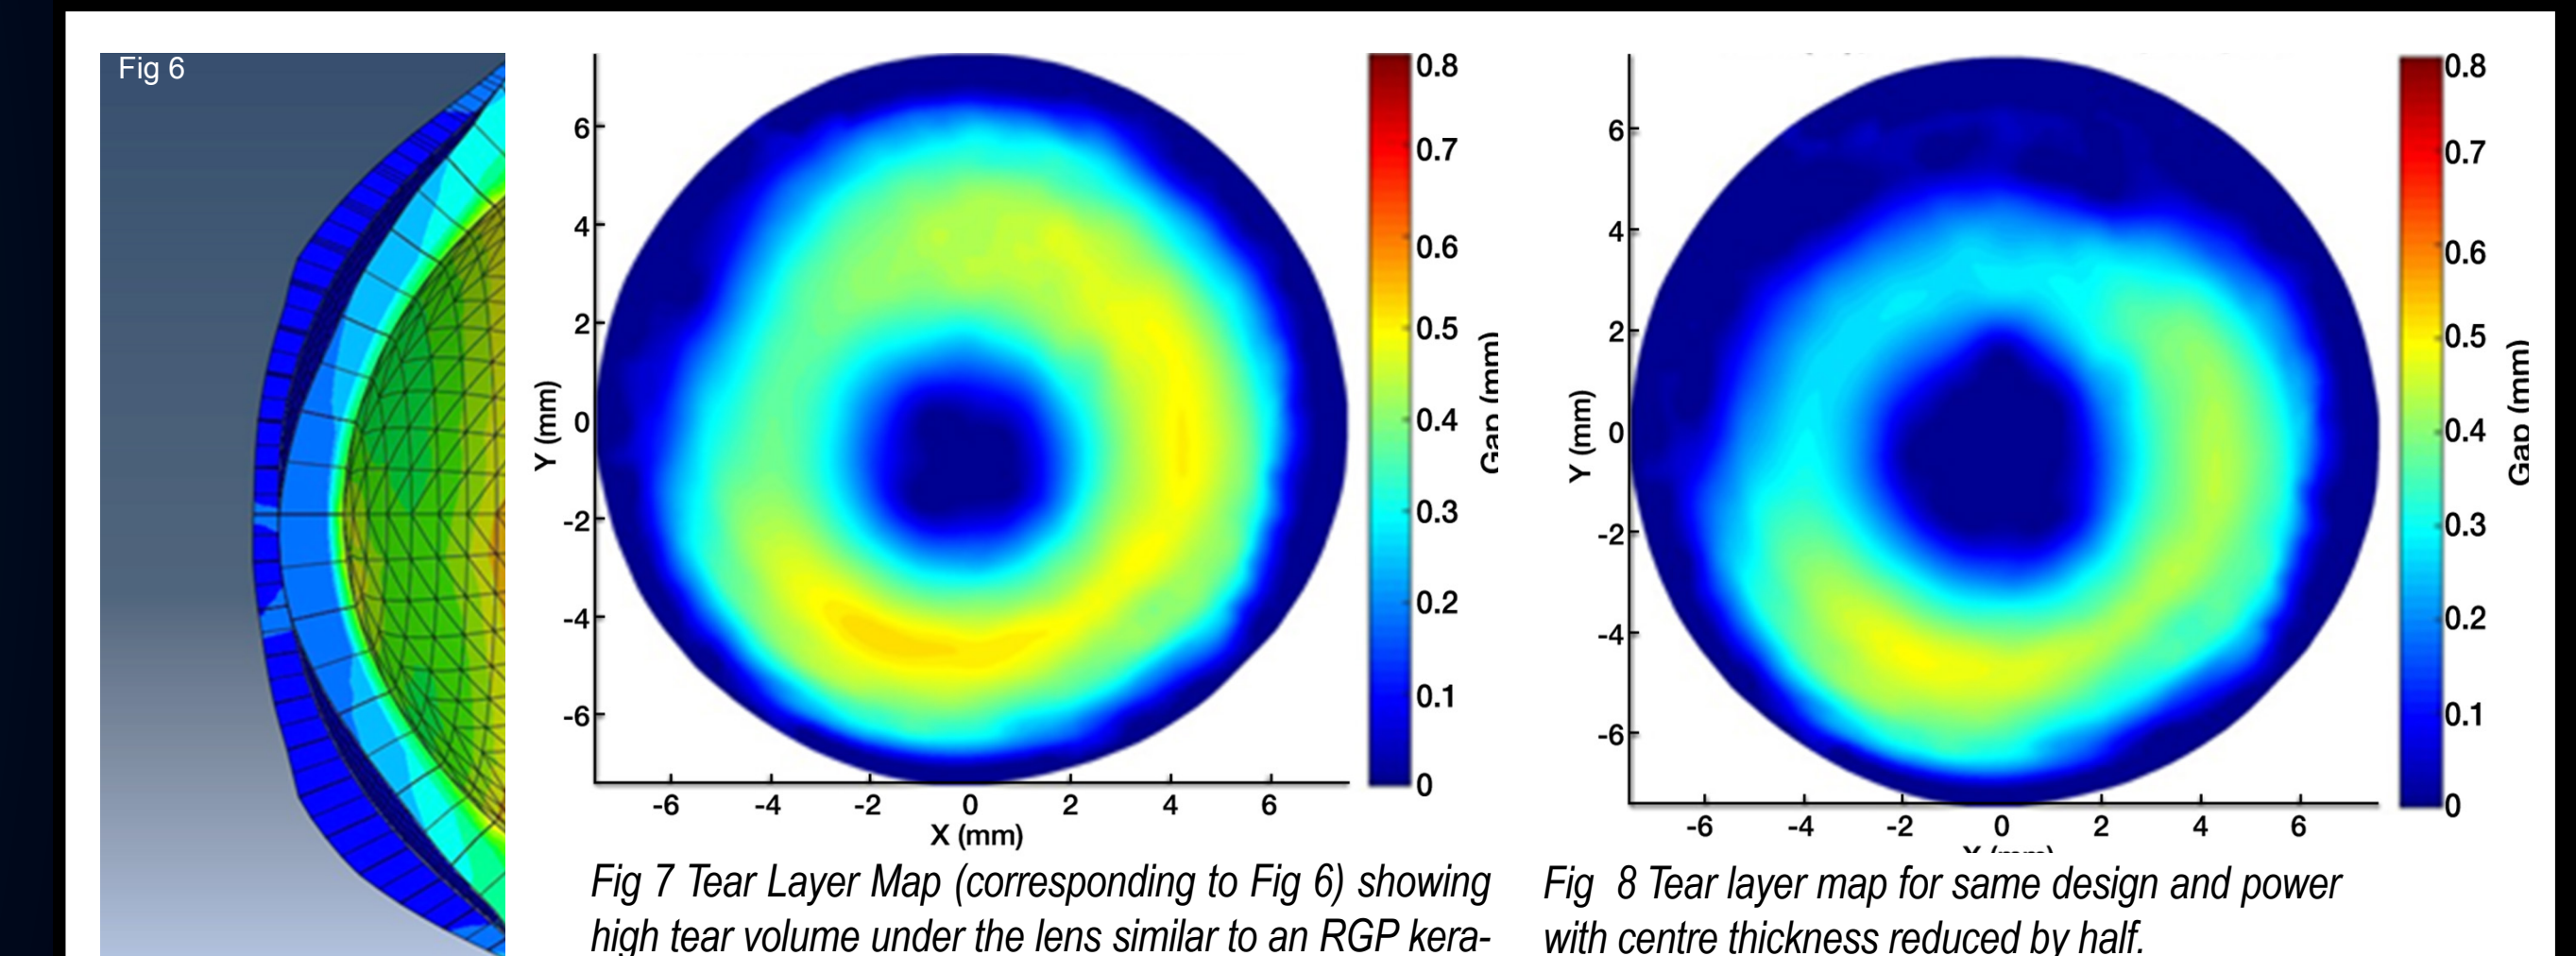 Fig 6
6
4
2
0
-2
-4
-6
Y (mm)
-6 -4 -2 0 2 4 6
X (mm)
0.8
0.7
0.6
0.5
0.4
0.3
0.2
0.1
0
Gap (mm)
Fig 7 Tear Layer Map (corresponding to Fig 6) showing
high tear volume under the lens similar to an RGP kera-
6
4
2
0
-2
-4
-6
Y (mm)
-6 -4 -2 0 2 4 6
0.8
0.7
0.6
0.5
0.4
0.3
0.2
0.1
0
Gap (mm)
Fig 8 Tear layer map for same design and power
with centre thickness reduced by half.